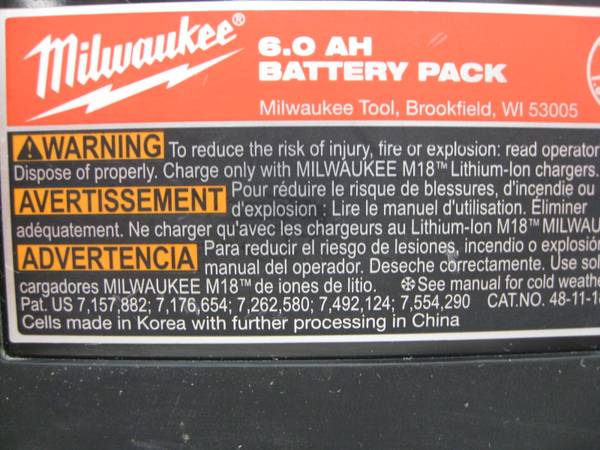 Milwaukee®
6.0 AH
BATTERY PACK
Milwaukee Tool, Brookfield, WI 53005
WARNING To reduce the risk of injury, fire or explosion: read operator
Dispose of properly. Charge only with MILWAUKEE M18™ Lithium-Ion chargers.
AVERTISSEMENT Pour réduire le risque de blessures, d'incendie ou
d'explosion : Lire le manuel d'utilisation. Éliminer
adéquatement. Ne charger qu'avec les chargeurs au Lithium-Ion M18™ MILWAU
ADVERTENCIA Para reducir el riesgo de lesiones, incendio o explosión
manual del operador. Deseche correctamente. Use sol
cargadores MILWAUKEE M18™ de iones de litio. ❄See manual for cold weathe
Pat. US 7,157,882; 7,176,654; 7,262,580; 7,492,124; 7,554,290 CAT.NO. 48-11-18
Cells made in Korea with further processing in China